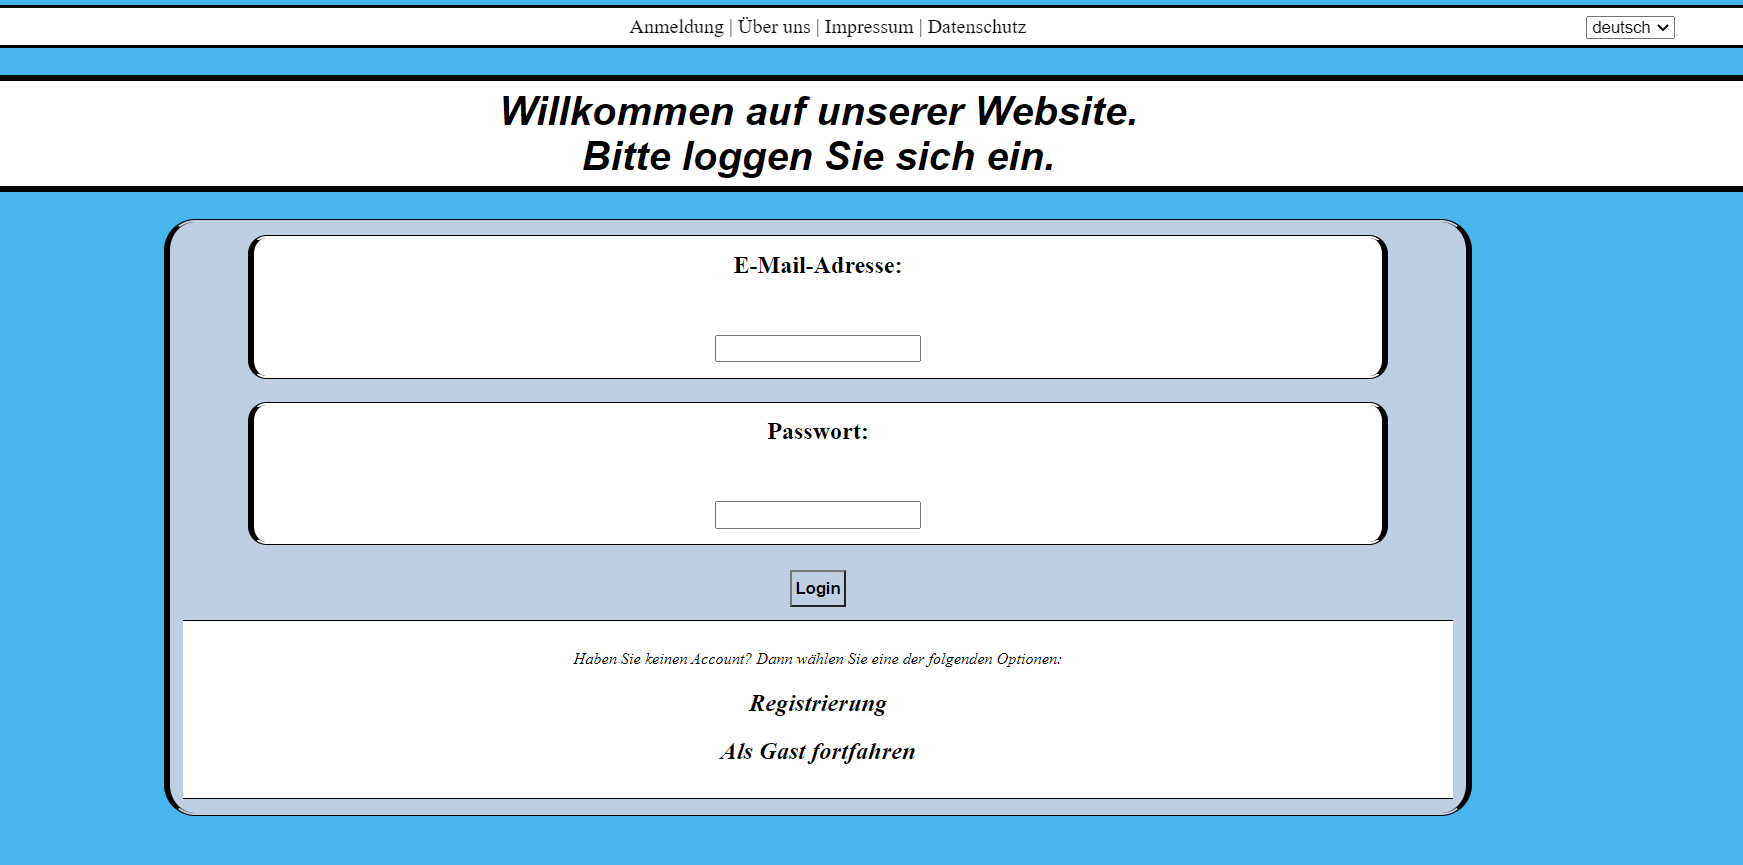 Anmeldung | Über uns | Impressum | Datenschutz
deutsch
Willkommen auf unserer Website.
Bitte loggen Sie sich ein.
E-Mail-Adresse:
Passwort:
Login
Haben Sie keinen Account? Dann wählen Sie eine der folgenden Optionen:
Registrierung
Als Gast fortfahren